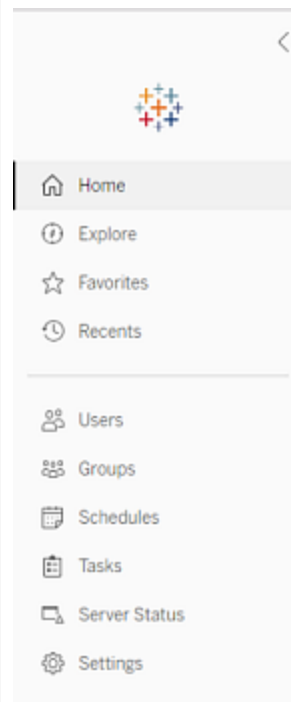 Home
Explore
Favorites
Recents
Users
Groups
Schedules
Tasks
Server Status
Settings